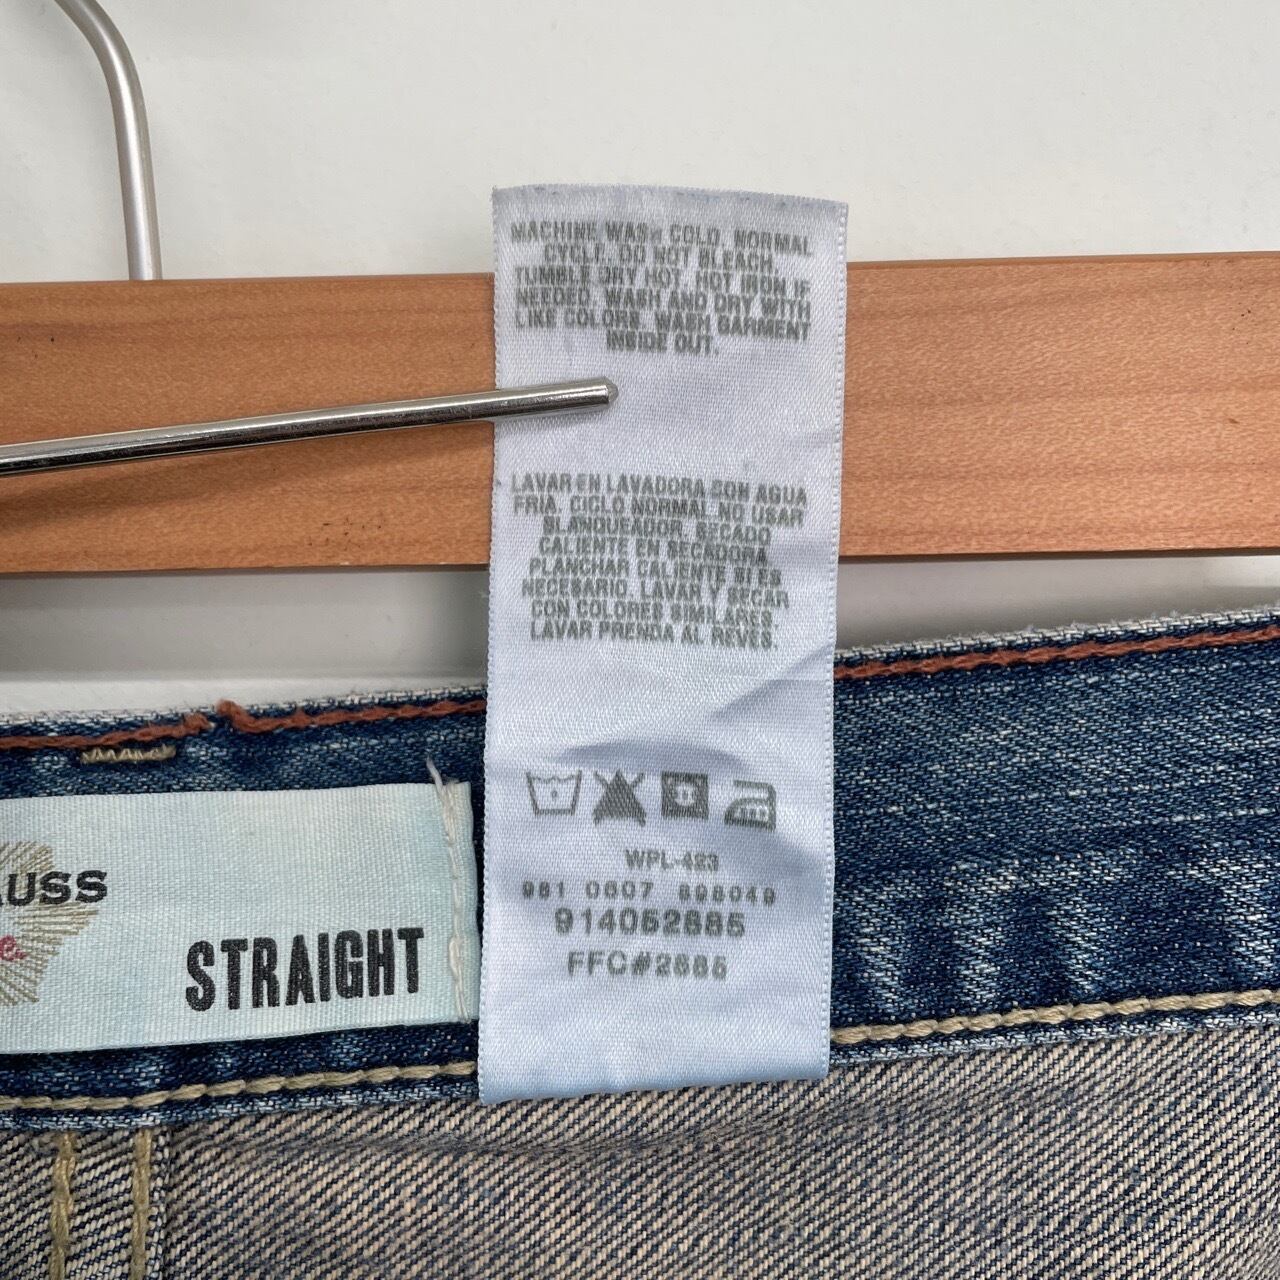 MACHINE WASH COLD, NORMAL
CYCLE. DO NOT BLEACH.
TUMBLE DRY HOT, HOT IRON IF
NEEDED. WASH AND DRY WITH
LIKE COLORS. WASH GARMENT
INSIDE OUT.
LAVAR EN LAVADORA CON AGUA
FRIA, CICLO NORMAL. NO USAR
BLANQUEADOR. SECADO
CALIENTE EN SECADORA.
PLANCHAR CALIENTE SI ES
NECESARIO. LAVAR Y SECAR
CON COLORES SIMILARES.
LAVAR PRENDA AL REVES.
WPL-423
981 0607 898049
914052885
FFC#2885
AUSS
e.
STRAIGHT